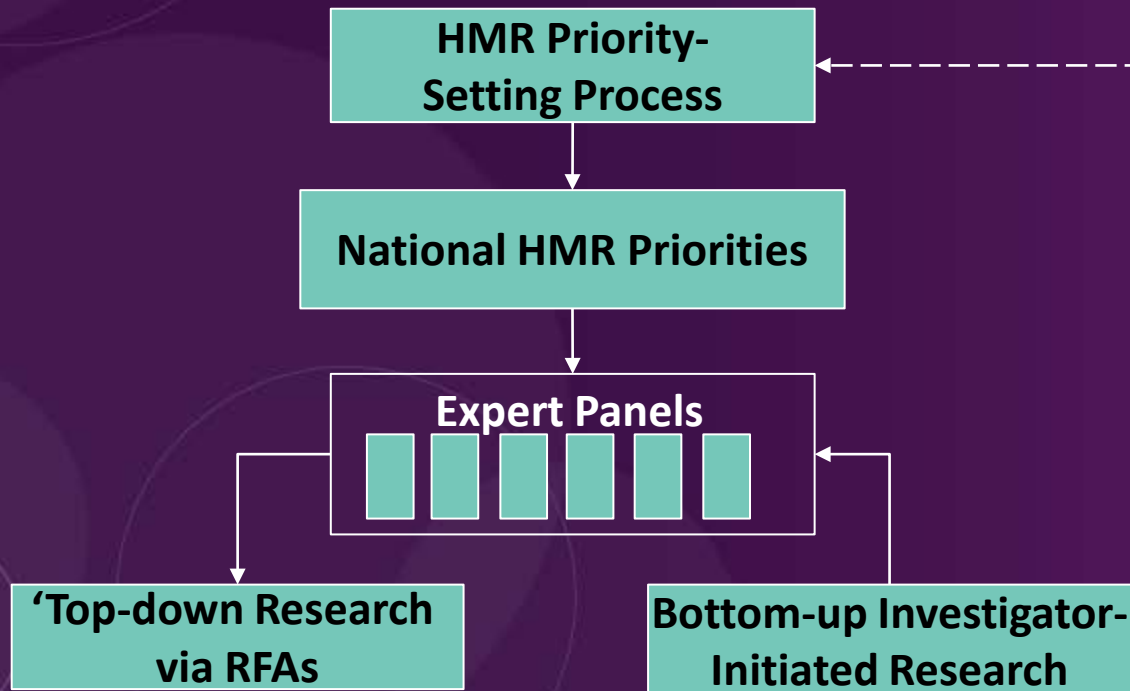 HMR Priority-
Setting Process
National HMR Priorities
Expert Panels
‘Top-down Research
via RFAs
Bottom-up Investigator-
Initiated Research